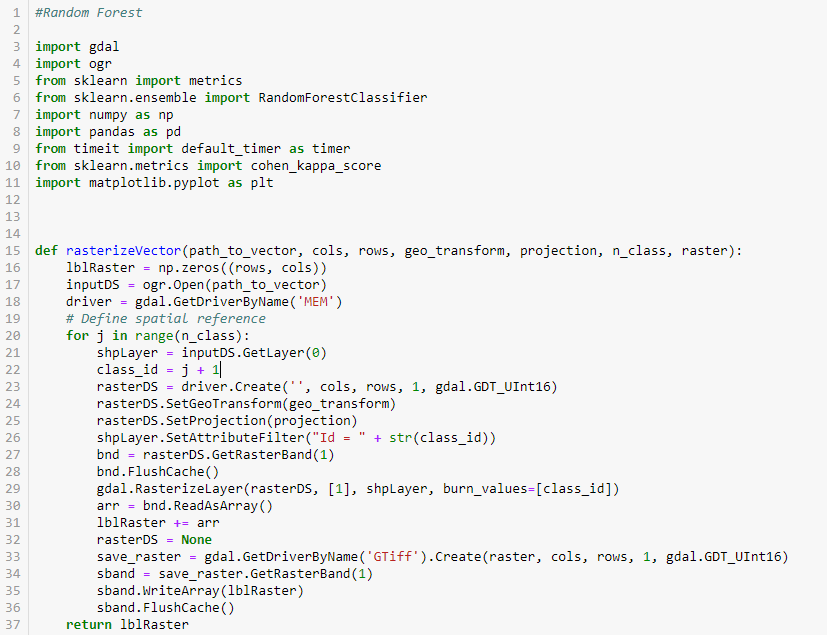 1 #Random Forest
2
3 import gdal
4 import ogr
5 from sklearn import metrics
6 from sklearn.ensemble import RandomForestClassifier
7 import numpy as np
8 import pandas as pd
9 from timeit import default_timer as timer
10 from sklearn.metrics import cohen_kappa_score
11 import matplotlib.pyplot as plt
12
13
14
15 def rasterizeVector(path_to_vector, cols, rows, geo_transform, projection, n_class, raster):
16     lblRaster = np.zeros((rows, cols))
17     inputDS = ogr.Open(path_to_vector)
18     driver = gdal.GetDriverByName('MEM')
19     # Define spatial reference
20     for j in range(n_class):
21         shpLayer = inputDS.GetLayer(0)
22         class_id = j + 1
23         rasterDS = driver.Create('', cols, rows, 1, gdal.GDT_UInt16)
24         rasterDS.SetGeoTransform(geo_transform)
25         rasterDS.SetProjection(projection)
26         shpLayer.SetAttributeFilter("Id = " + str(class_id))
27         bnd = rasterDS.GetRasterBand(1)
28         bnd.FlushCache()
29         gdal.RasterizeLayer(rasterDS, [1], shpLayer, burn_values=[class_id])
30         arr = bnd.ReadAsArray()
31         lblRaster += arr
32         rasterDS = None
33         save_raster = gdal.GetDriverByName('GTiff').Create(raster, cols, rows, 1, gdal.GDT_UInt16)
34         sband = save_raster.GetRasterBand(1)
35         sband.WriteArray(lblRaster)
36         sband.FlushCache()
37     return lblRaster